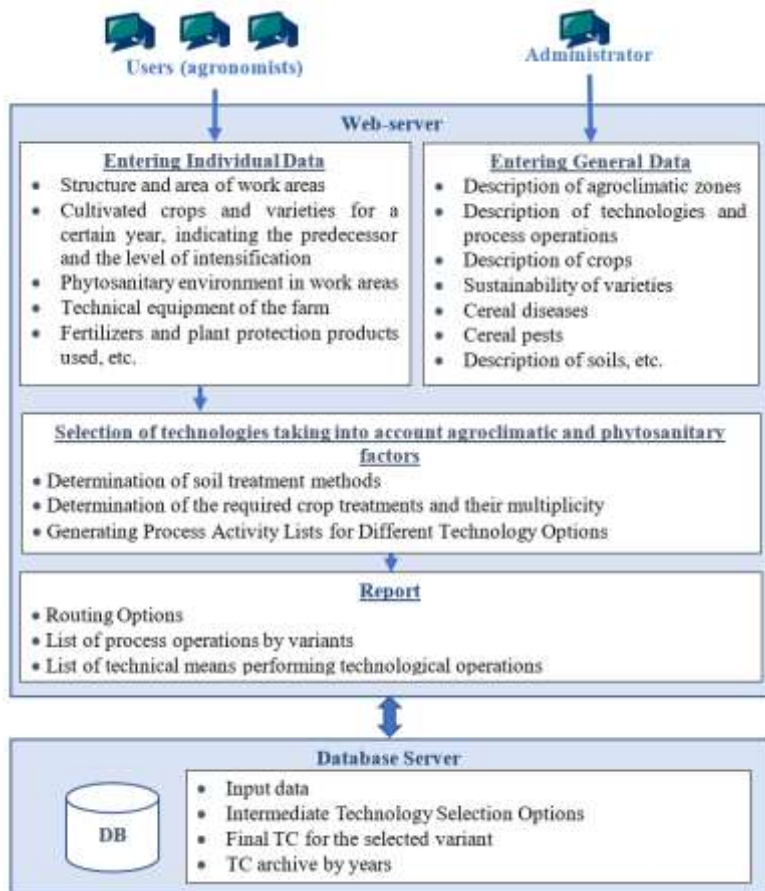 Users (agronomists)
Administrator
Web-server
Entering Individual Data
• Structure and area of work areas
• Cultivated crops and varieties for a
certain year, indicating the predecessor
and the level of intensification
• Phytosanitary environment in work areas
• Technical equipment of the farm
• Fertilizers and plant protection products
used, etc.
Entering General Data
• Description of agroclimatic zones
• Description of technologies and
process operations
• Description of crops
• Sustainability of varieties
• Cereal diseases
• Cereal pests
• Description of soils, etc.
Selection of technologies taking into account agroclimatic and phytosanitary
factors
• Determination of soil treatment methods
• Determination of the required crop treatments and their multiplicity
• Generating Process Activity Lists for Different Technology Options
Report
• Routing Options
• List of process operations by variants
• List of technical means performing technological operations
Database Server
DB
• Input data
• Intermediate Technology Selection Options
• Final TC for the selected variant
• TC archive by years